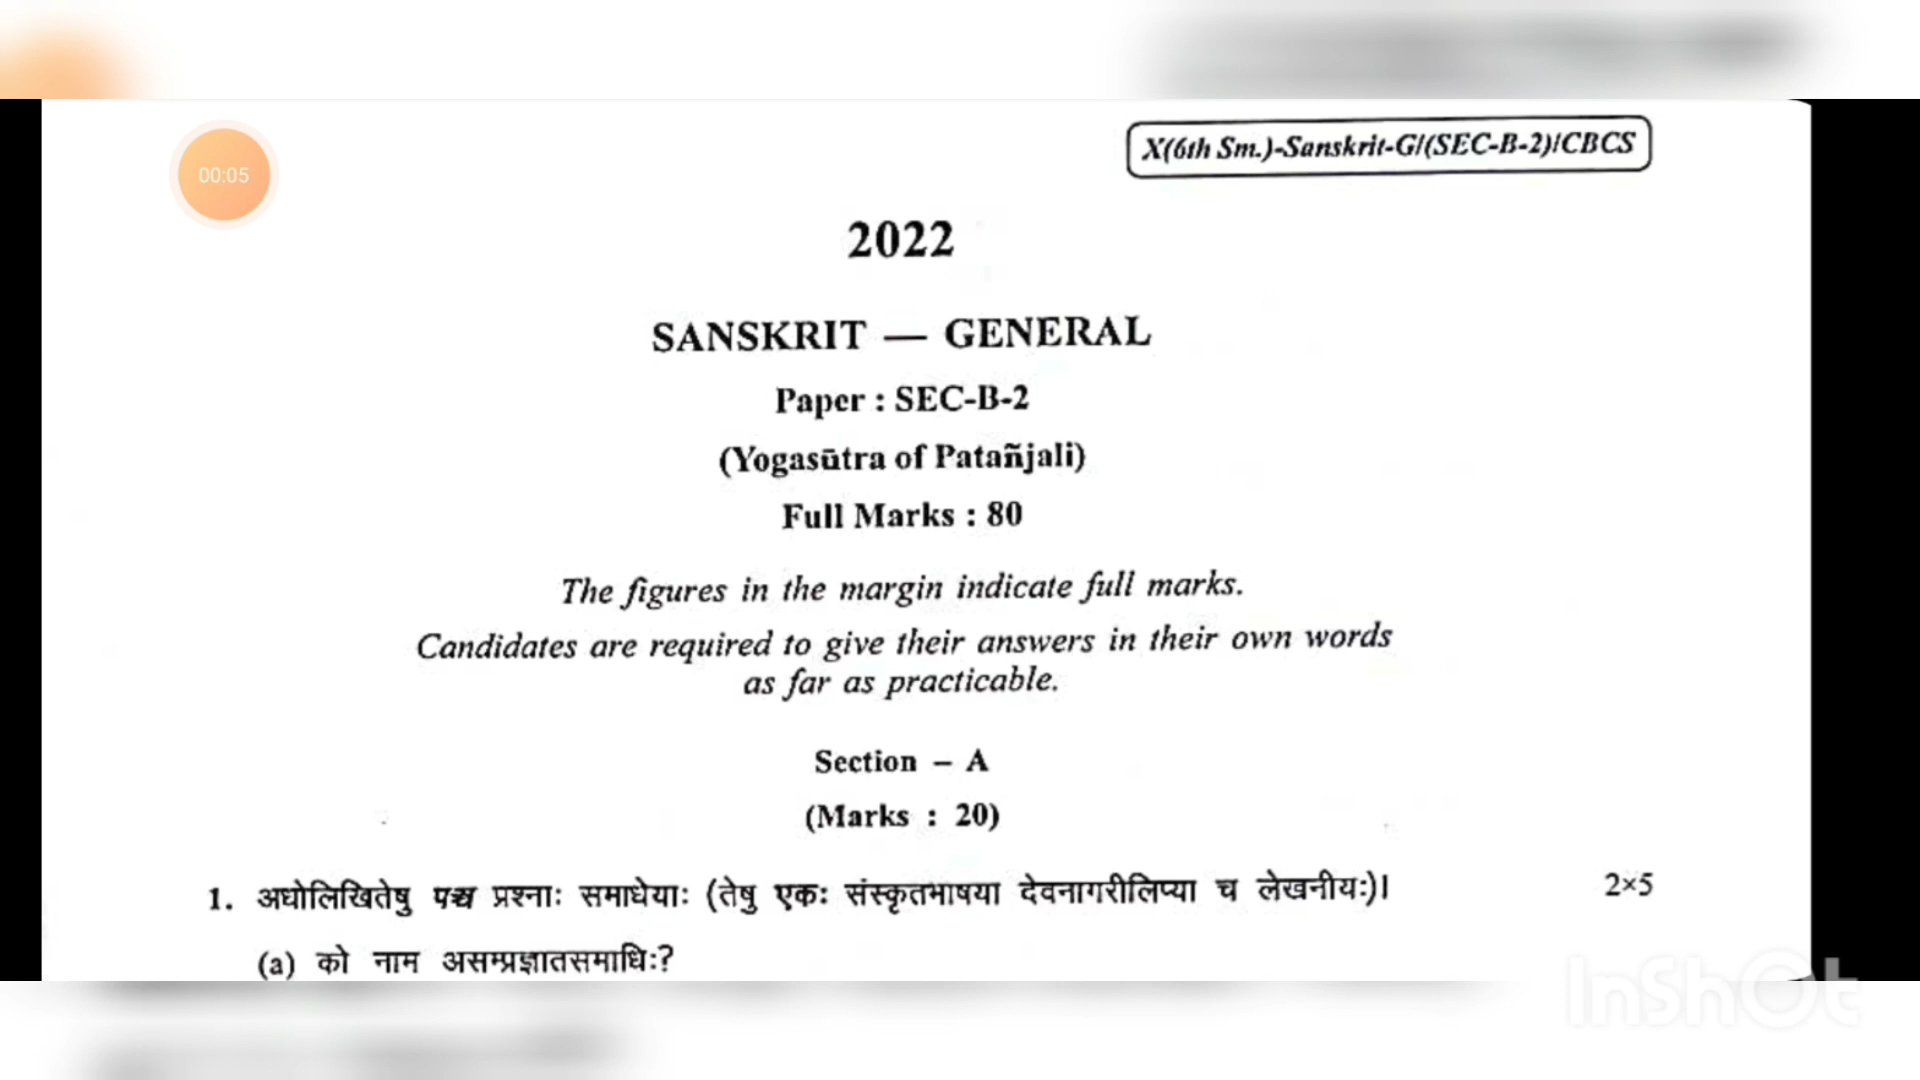 00:05
X(6th Sm.)-Sanskrit-G/(SEC-B-2)/CBCS
2022
SANSKRIT — GENERAL
Paper : SEC-B-2
(Yogasūtra of Patañjali)
Full Marks : 80
The figures in the margin indicate full marks.
Candidates are required to give their answers in their own words
as far as practicable.
Section – A
(Marks : 20)
1. अधोलिखितेषु पञ्च प्रश्नाः समाधेयाः (तेषु एकः संस्कृतभाषया देवनागरीलिप्या च लेखनीयः)। 2×5
(a) को नाम असम्प्रज्ञातसमाधिः?
InShOt